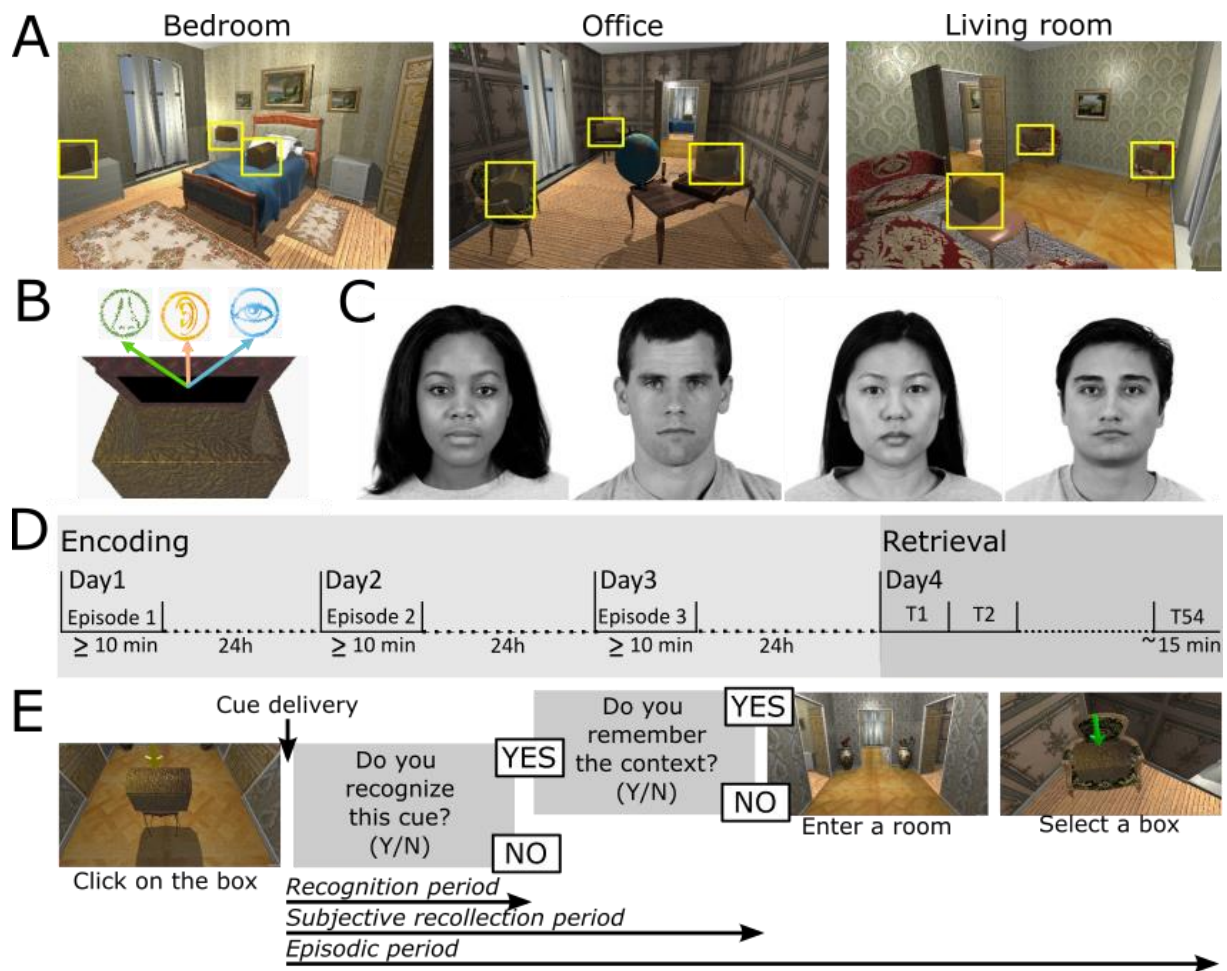 A
Bedroom
Office
Living room
B
C
D
Encoding
Retrieval
Day1
Day2
Day3
Day4
Episode 1
Episode 2
Episode 3
T1
T2
T54
≥ 10 min
24h
≥ 10 min
24h
≥ 10 min
24h
~15 min
E
Cue delivery
Do you
recognize
this cue?
(Y/N)
YES
NO
Do you
remember
the context?
(Y/N)
YES
NO
Click on the box
Enter a room
Select a box
Recognition period
Subjective recollection period
Episodic period